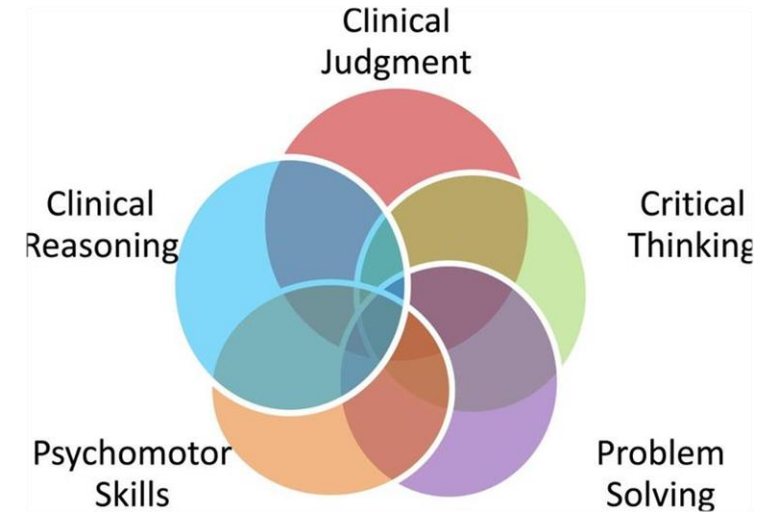 Clinical
Judgment
Clinical
Reasoning
Critical
Thinking
Psychomotor
Skills
Problem
Solving